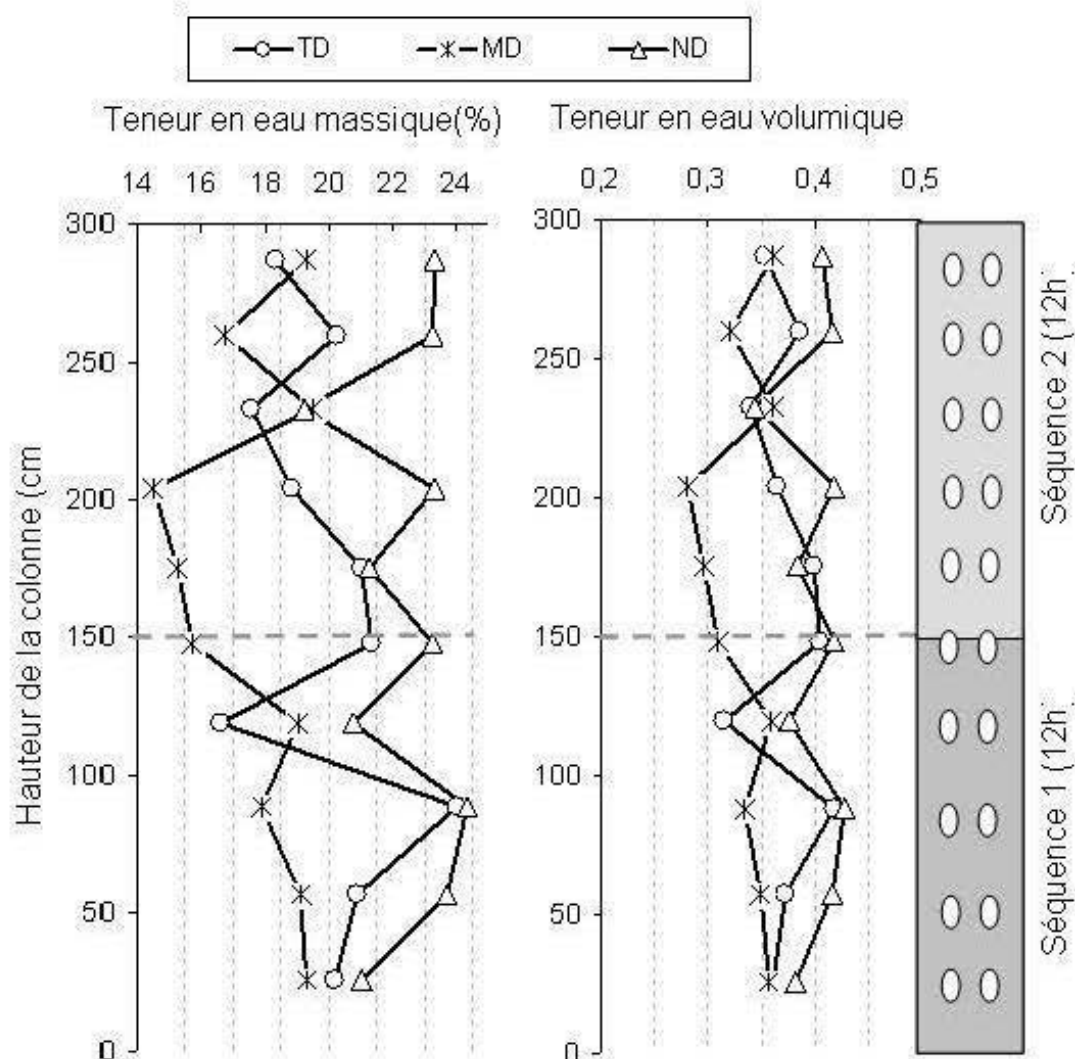 TD MD ND
Teneur en eau massique(%) Teneur en eau volumique
14 16 18 20 22 24
0,2 0,3 0,4 0,5
300
250
200
150
100
50
0
Hauteur de la colonne (cm
300
250
200
150
100
50
0
Séquence 2 (12h
Séquence 1 (12h